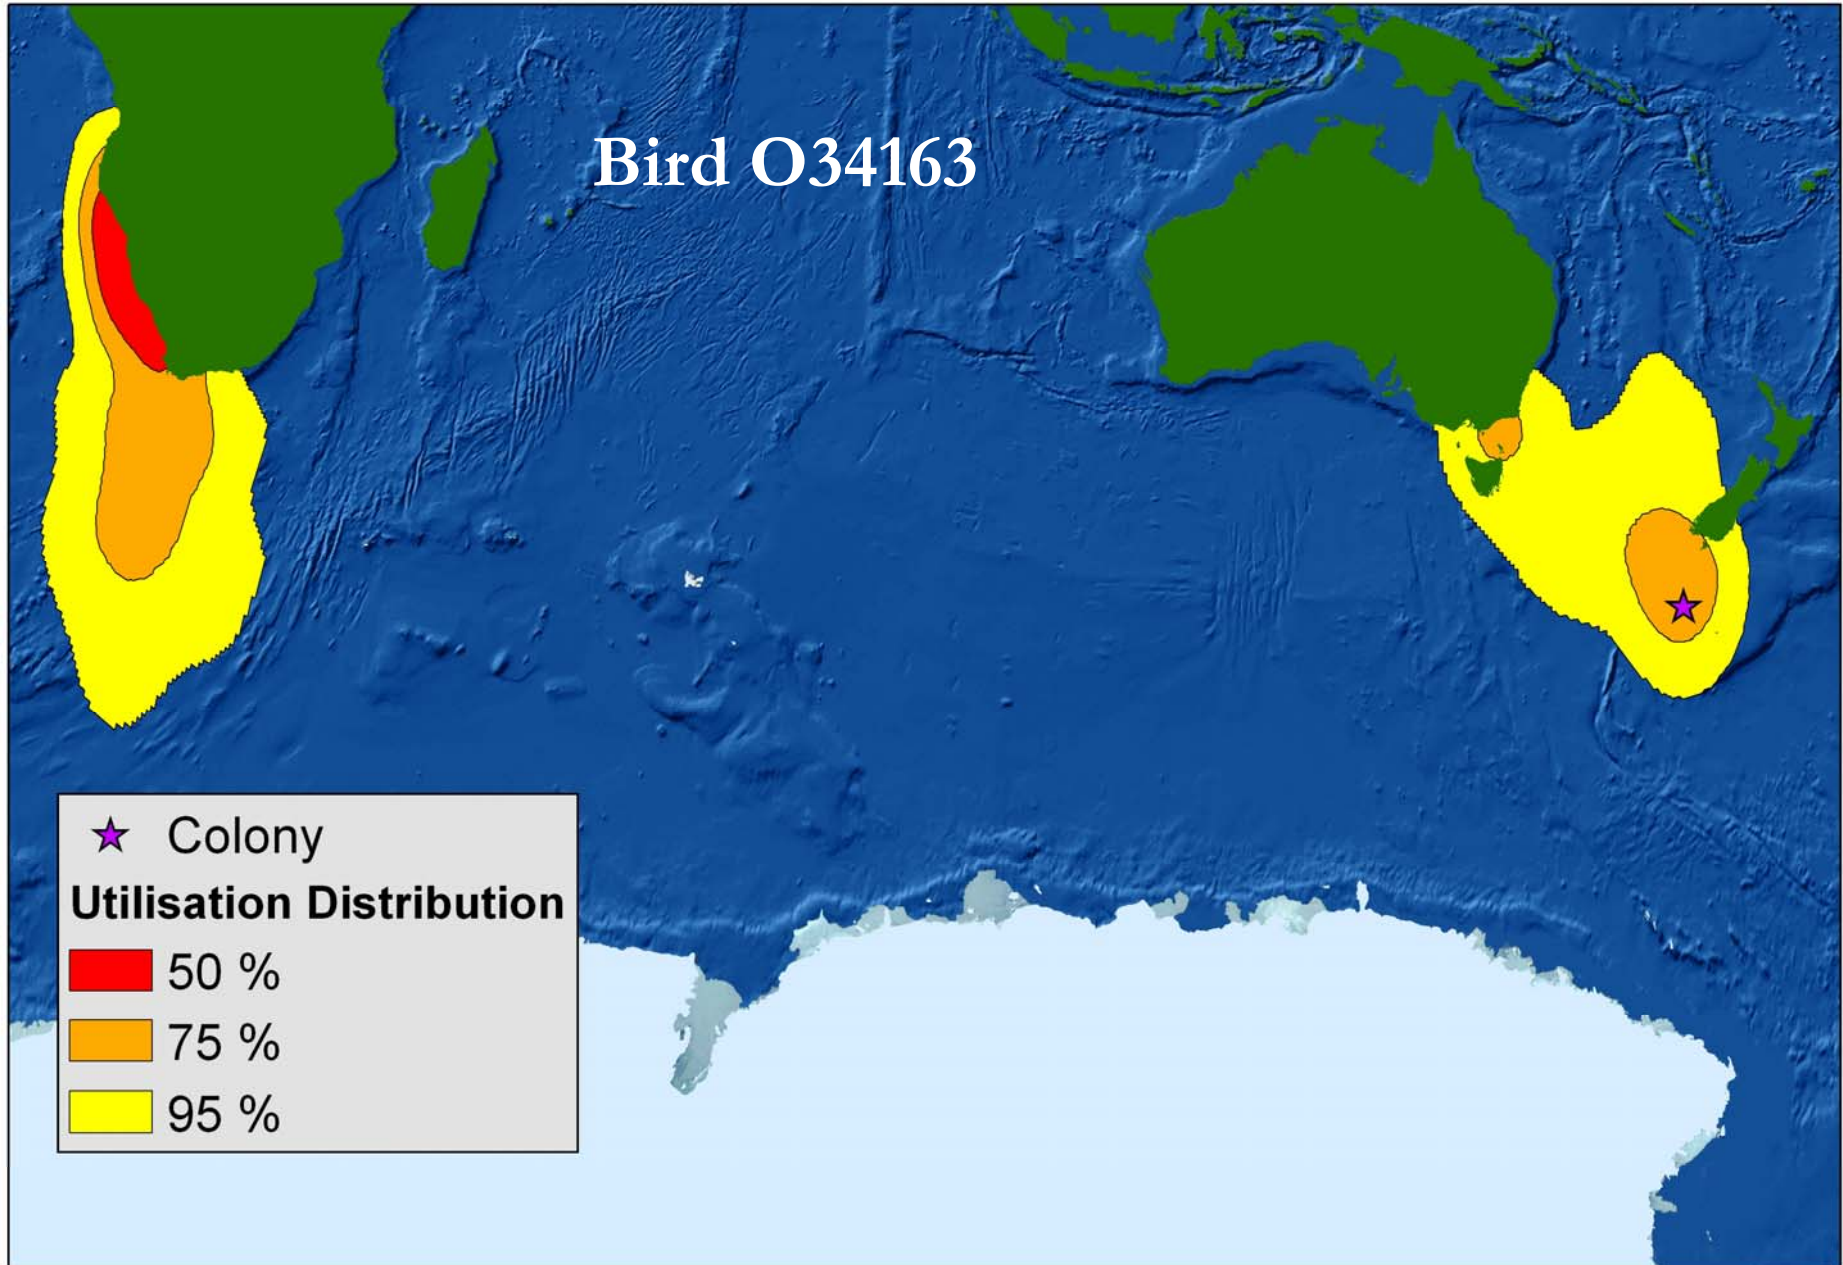 Bird O34163
Colony
Utilisation Distribution
50 %
75 %
95 %